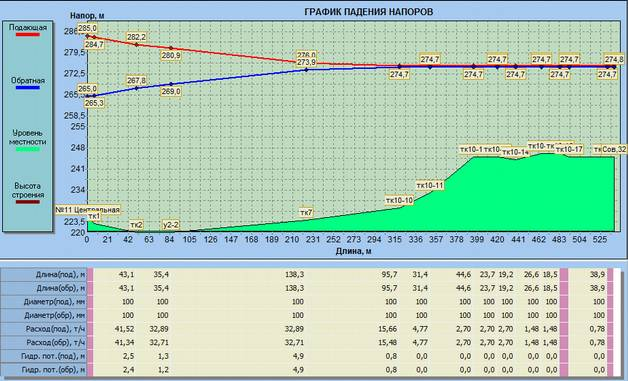 ГРАФИК ПАДЕНИЯ НАПОРОВ
Напор, м
Подающая
Обратная
Уровень местности
Высота строения
286
276
272,5
265,5
262
258,5
255
248
241
234
227
223,5
220
285,0
284,7
282,2
280,9
276,0
273,9
274,7 274,7 274,7 274,7 274,8
274,7 274,7 274,7 274,7 274,7
265,0
265,3
267,8
269,0
№11 Центральная
тк1
тк2
у2-2
тк7
тк10-10
тк10-11
тк10-1 тк10- тк10-14 тк10- тк10-17 Сов,32
0 21 42 63 84 105 126 147 168 189 210 231 252 273 294 315 336 357 378 399 420 441 462 483 504 525
Длина, м
Длина(под), м 43,1 35,4 138,3 95,7 31,4 44,6 23,7 19,2 26,6 18,5 38,9
Длина(обр), м 43,1 35,4 138,3 95,7 31,4 44,6 23,7 19,2 26,6 18,5 38,9
Диаметр(под), мм 100 100 100 100 100 100 100 100 100 100 100
Диаметр(обр), мм 100 100 100 100 100 100 100 100 100 100 100
Расход(под), т/ч 41,52 32,89 32,89 15,66 4,77 2,70 2,70 2,70 1,48 1,48 0,78
Расход(обр), т/ч 41,34 32,71 32,71 15,48 4,77 2,70 2,70 2,70 1,48 1,48 0,78
Гидр. пот.(под), м 2,5 1,3 4,9 0,8 0,0 0,0 0,0 0,0 0,0 0,0 0,0
Гидр. пот.(обр), м 2,4 1,2 4,9 0,8 0,0 0,0 0,0 0,0 0,0 0,0 0,0